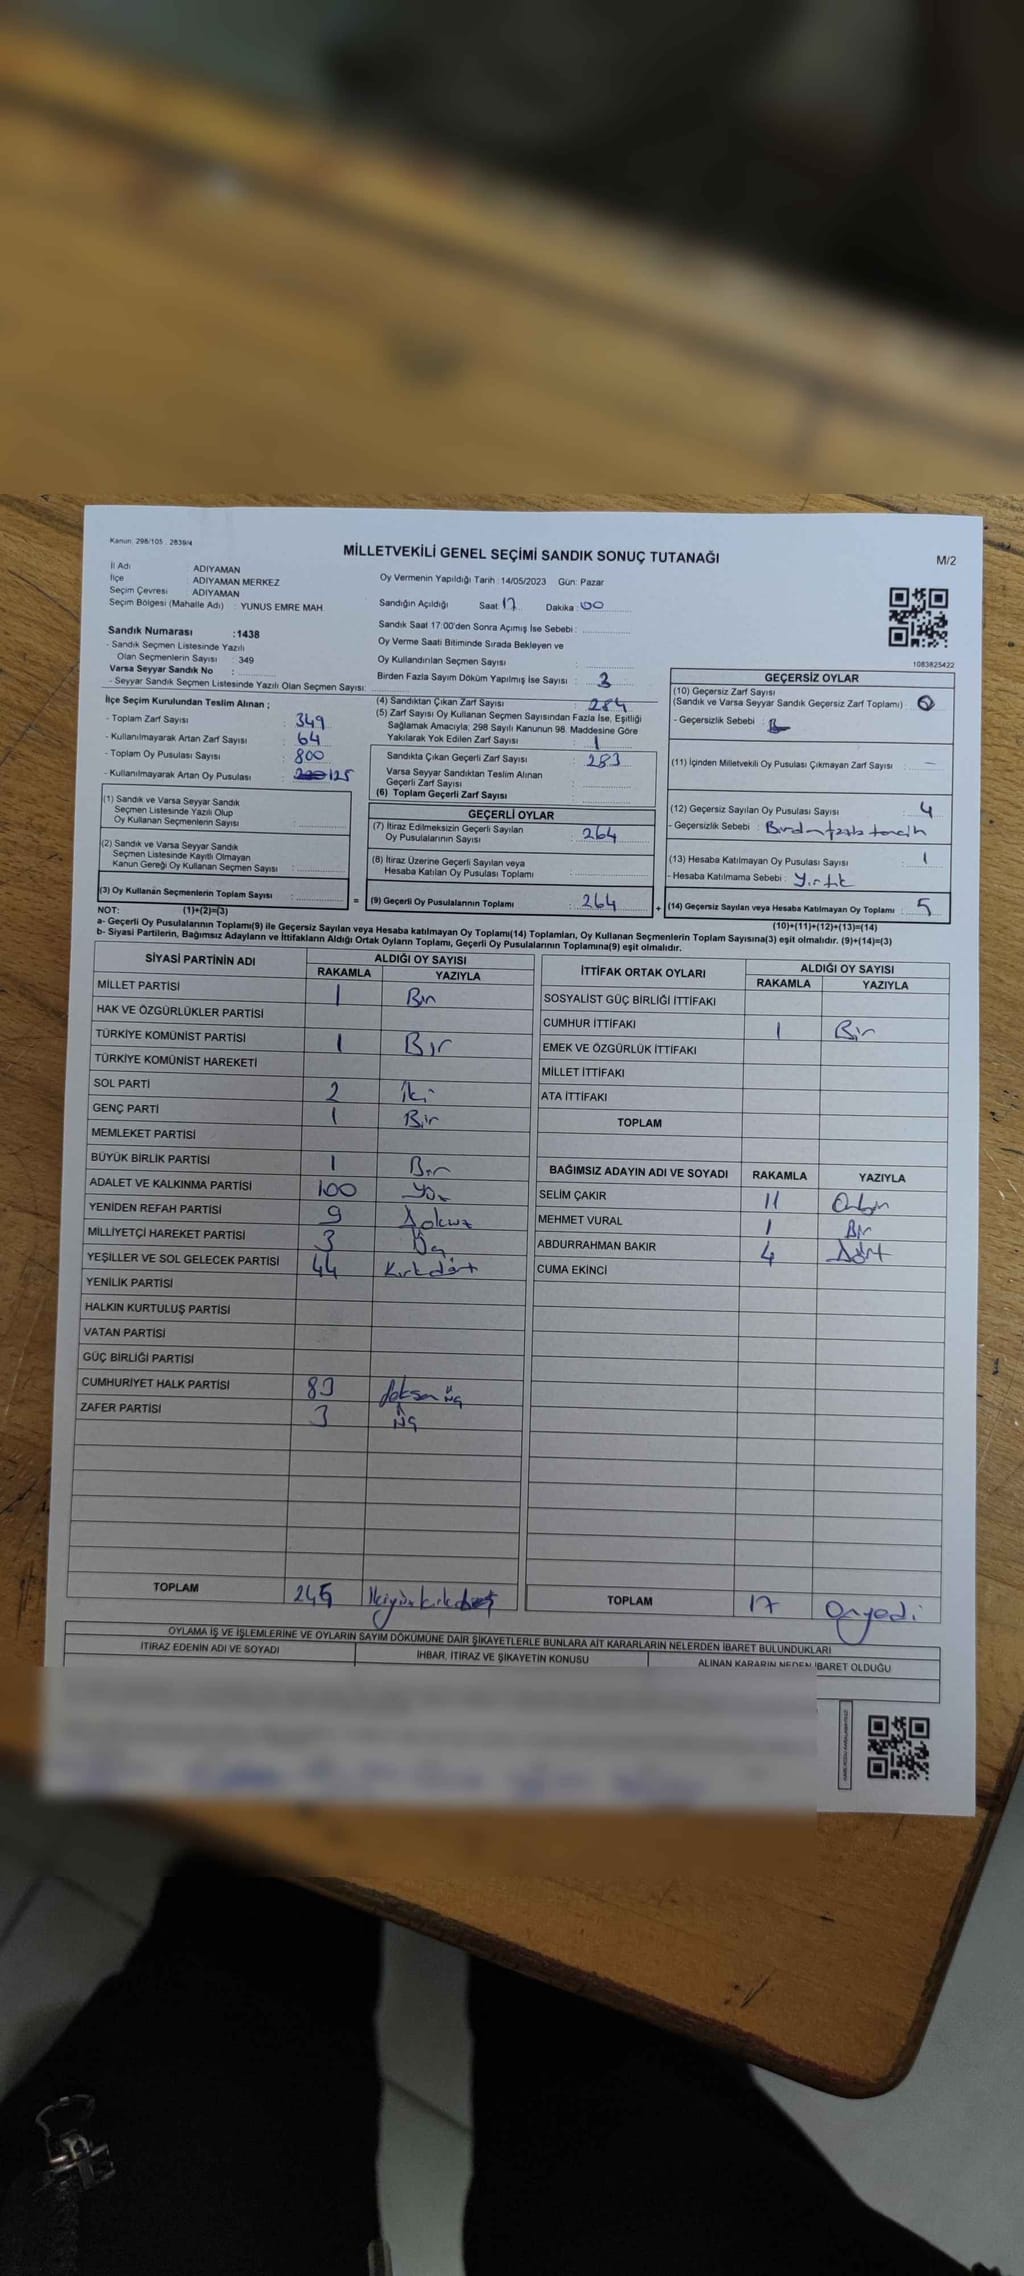 Kanun: 298/105 - 2839/4
MİLLETVEKİLİ GENEL SEÇİMİ SANDIK SONUÇ TUTANAĞI
M/2
İl Adı : ADIYAMAN
İlçe : ADIYAMAN MERKEZ
Seçim Çevresi : ADIYAMAN
Seçim Bölgesi (Mahalle Adı) : YUNUS EMRE MAH.
Sandık Numarası :1438
- Sandık Seçmen Listesinde Yazılı
Olan Seçmenlerin Sayısı : 349
Varsa Seyyar Sandık No :
- Seyyar Sandık Seçmen Listesinde Yazılı Olan Seçmen Sayısı:
Oy Vermenin Yapıldığı Tarih : 14/05/2023 Gün: Pazar
Sandığın Açıldığı Saat: 17 Dakika : 00
Sandık Saat 17:00'den Sonra Açımış İse Sebebi :
Oy Verme Saati Bitiminde Sırada Bekleyen ve
Oy Kullandırılan Seçmen Sayısı :
Birden Fazla Sayım Döküm Yapılmış İse Sayısı : 3
1083825422
İlçe Seçim Kurulundan Teslim Alınan ;
- Toplam Zarf Sayısı : 349
- Kullanılmayarak Artan Zarf Sayısı : 64
- Toplam Oy Pusulası Sayısı : 800
- Kullanılmayarak Artan Oy Pusulası : 125
(1) Sandık ve Varsa Seyyar Sandık
Seçmen Listesinde Yazılı Olup
Oy Kullanan Seçmenlerin Sayısı :
(2) Sandık ve Varsa Seyyar Sandık
Seçmen Listesinde Kayıtlı Olmayan
Kanun Gereği Oy Kullanan Seçmen Sayısı :
(3) Oy Kullanan Seçmenlerin Toplam Sayısı :
(1)+(2)=(3)
(4) Sandıktan Çıkan Zarf Sayısı : 284
(5) Zarf Sayısı Oy Kullanan Seçmen Sayısından Fazla İse, Eşitliği
Sağlamak Amacıyla, 298 Sayılı Kanunun 98. Maddesine Göre
Yakılarak Yok Edilen Zarf Sayısı : 1
Sandıkta Çıkan Geçerli Zarf Sayısı : 283
Varsa Seyyar Sandıktan Teslim Alınan
Geçerli Zarf Sayısı :
(6) Toplam Geçerli Zarf Sayısı :
GEÇERLİ OYLAR
(7) İtiraz Edilmeksizin Geçerli Sayılan
Oy Pusulalarının Sayısı : 264
(8) İtiraz Üzerine Geçerli Sayılan veya
Hesaba Katılan Oy Pusulası Toplamı :
= (9) Geçerli Oy Pusulalarının Toplamı : 264
GEÇERSİZ OYLAR
(10) Geçersiz Zarf Sayısı
(Sandık ve Varsa Seyyar Sandık Geçersiz Zarf Toplamı) : 0
- Geçersizlik Sebebi :
(11) İçinden Milletvekili Oy Pusulası Çıkmayan Zarf Sayısı : -
(12) Geçersiz Sayılan Oy Pusulası Sayısı : 4
- Geçersizlik Sebebi : Birden fazla tercih
(13) Hesaba Katılmayan Oy Pusulası Sayısı : 1
- Hesaba Katılmama Sebebi : Yırtık
+ (14) Geçersiz Sayılan veya Hesaba Katılmayan Oy Toplamı : 5
(10)+(11)+(12)+(13)=(14)
NOT:
a- Geçerli Oy Pusulalarının Toplamı(9) ile Geçersiz Sayılan veya Hesaba Katılmayan Oy Toplamı(14) Toplamları, Oy Kullanan Seçmenlerin Toplam Sayısına(3) eşit olmalıdır. (9)+(14)=(3)
b- Siyasi Partilerin, Bağımsız Adayların ve İttifakların Aldığı Ortak Oyların Toplamı, Geçerli Oy Pusulalarının Toplamına(9) eşit olmalıdır.
SİYASİ PARTİNİN ADI ALDIĞI OY SAYISI
RAKAMLA YAZIYLA
MİLLET PARTİSİ 1 Bir
HAK VE ÖZGÜRLÜKLER PARTİSİ
TÜRKİYE KOMÜNİST PARTİSİ 1 Bir
TÜRKİYE KOMÜNİST HAREKETİ
SOL PARTİ 2 İki
GENÇ PARTİ 1 Bir
MEMLEKET PARTİSİ
BÜYÜK BİRLİK PARTİSİ 1 Bir
ADALET VE KALKINMA PARTİSİ 100 Yüz
YENİDEN REFAH PARTİSİ 9 Dokuz
MİLLİYETÇİ HAREKET PARTİSİ 3 Üç
YEŞİLLER VE SOL GELECEK PARTİSİ 44 Kırkdört
YENİLİK PARTİSİ
HALKIN KURTULUŞ PARTİSİ
VATAN PARTİSİ
GÜÇ BİRLİĞİ PARTİSİ
CUMHURİYET HALK PARTİSİ 83 seksen üç
ZAFER PARTİSİ 3 üç
TOPLAM 245 İkiyüzkırkbeş
İTTİFAK ORTAK OYLARI ALDIĞI OY SAYISI
RAKAMLA YAZIYLA
SOSYALİST GÜÇ BİRLİĞİ İTTİFAKI
CUMHUR İTTİFAKI 1 Bir
EMEK VE ÖZGÜRLÜK İTTİFAKI
MİLLET İTTİFAKI
ATA İTTİFAKI
TOPLAM
BAĞIMSIZ ADAYIN ADI VE SOYADI RAKAMLA YAZIYLA
SELİM ÇAKIR 11 Onbir
MEHMET VURAL 1 Bir
ABDURRAHMAN BAKIR 4 Dört
CUMA EKİNCİ
TOPLAM 17 Onyedi
OYLAMA İŞ VE İŞLEMLERİNE VE OYLARIN SAYIM DÖKÜMÜNE DAİR ŞİKAYETLERLE BUNLARA AİT KARARLARIN NELERDEN İBARET BULUNDUKLARI
İTİRAZ EDENİN ADI VE SOYADI İHBAR, İTİRAZ VE ŞİKAYETİN KONUSU ALINAN KARARIN NEDEN İBARET OLDUĞU